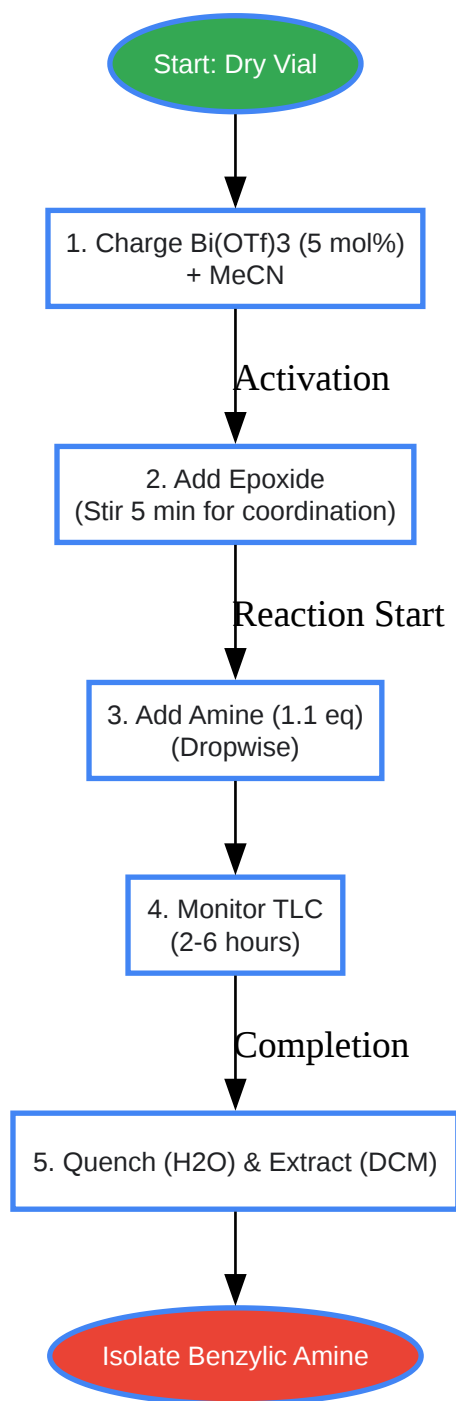 Start: Dry Vial
1. Charge Bi(OTf)3 (5 mol%)
+ MeCN
Activation
2. Add Epoxide
(Stir 5 min for coordination)
Reaction Start
3. Add Amine (1.1 eq)
(Dropwise)
4. Monitor TLC
(2-6 hours)
Completion
5. Quench (H2O) & Extract (DCM)
Isolate Benzylic Amine